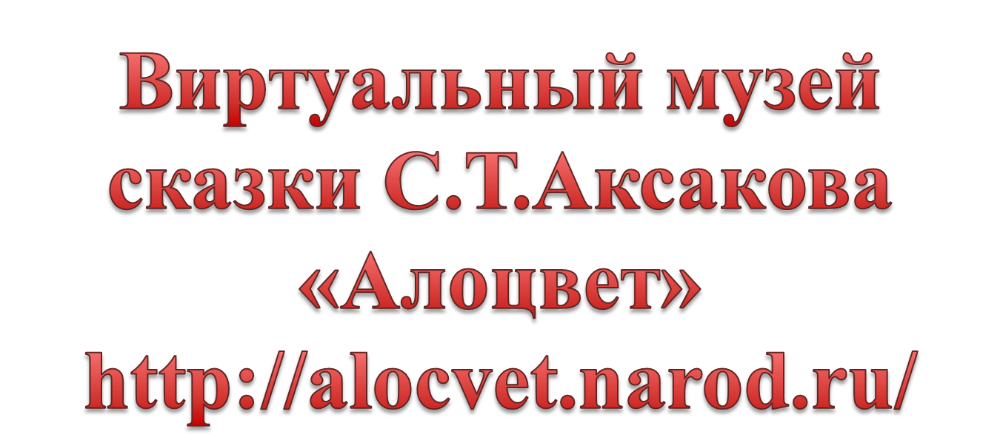 Виртуальный музей
сказки С.Т.Аксакова
«Алоцвет»
http://alocvet.narod.ru/